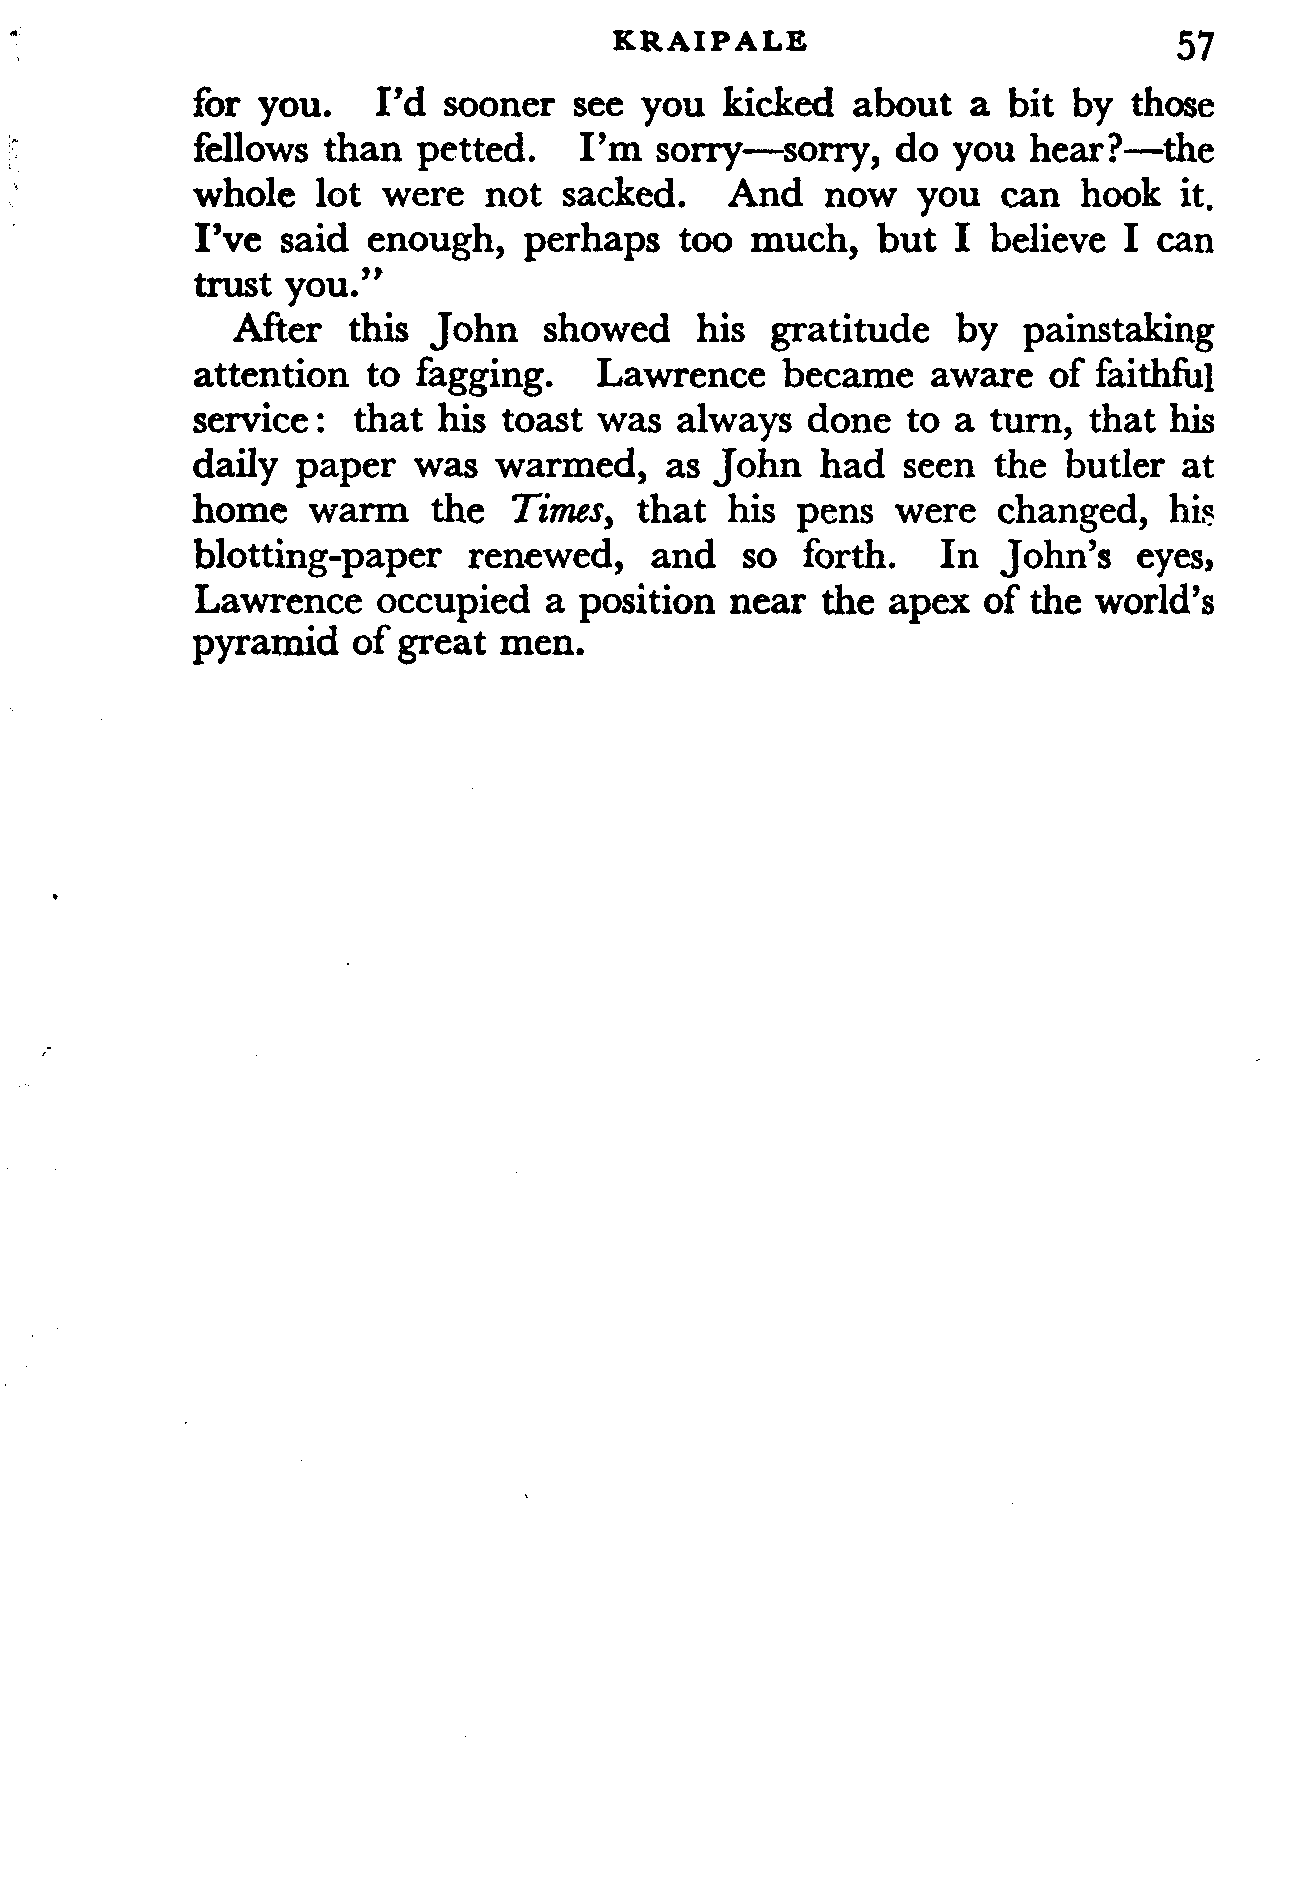 KRAIPALE 57
for you. I'd sooner see you kicked about a bit by those
fellows than petted. I'm sorry—sorry, do you hear?—the
whole lot were not sacked. And now you can hook it.
I've said enough, perhaps too much, but I believe I can
trust you."
After this John showed his gratitude by painstaking
attention to fagging. Lawrence became aware of faithful
service: that his toast was always done to a turn, that his
daily paper was warmed, as John had seen the butler at
home warm the Times, that his pens were changed, his
blotting-paper renewed, and so forth. In John's eyes,
Lawrence occupied a position near the apex of the world's
pyramid of great men.